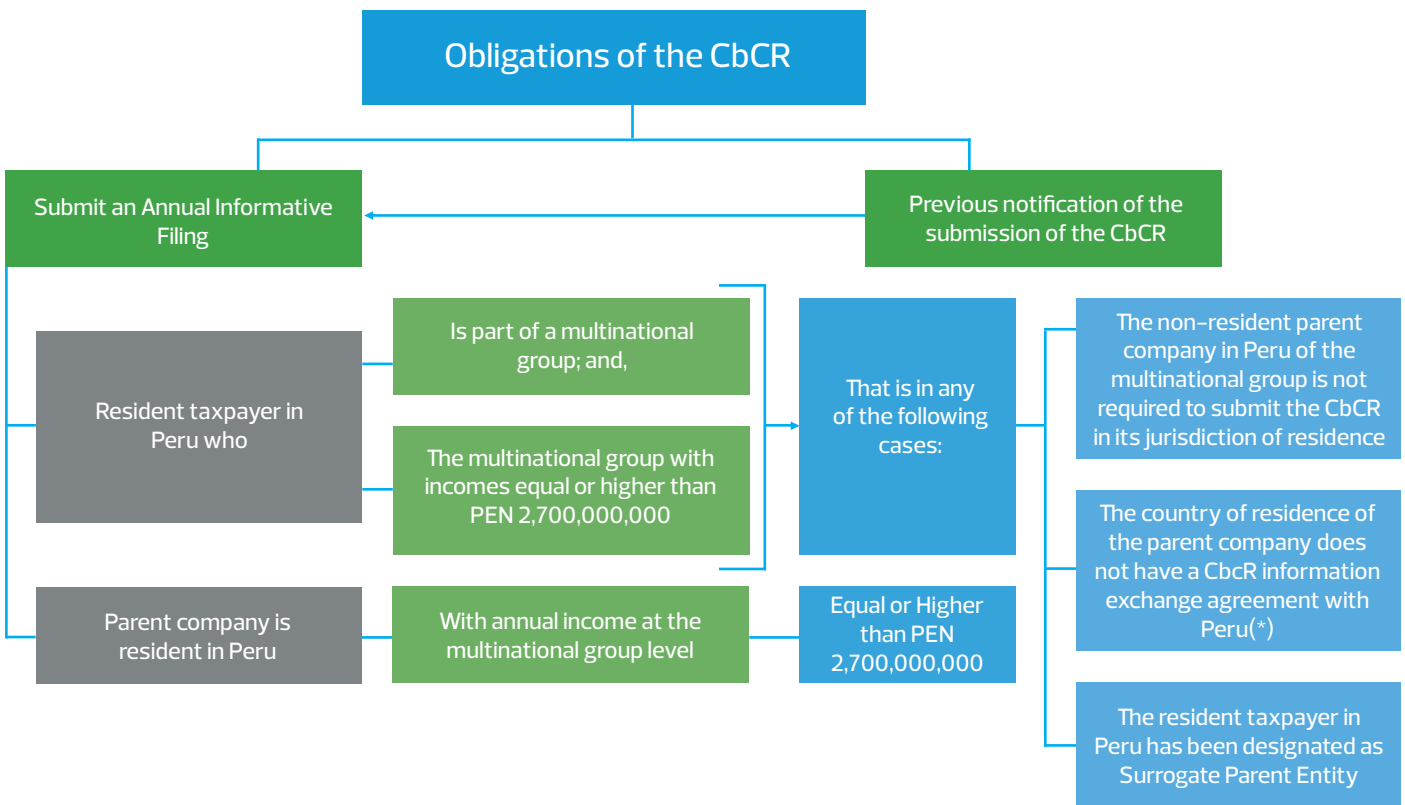 Obligations of the CbCR
Submit an Annual Informative
Filing
Previous notification of the
submission of the CbCR
Resident taxpayer in
Peru who
Is part of a multinational
group; and,
The multinational group with
incomes equal or higher than
PEN 2,700,000,000
That is in any
of the following
cases:
The non-resident parent
company in Peru of the
multinational group is not
required to submit the CbCR
in its jurisdiction of residence
The country of residence of
the parent company does
not have a CbcR information
exchange agreement with
Peru(*)
The resident taxpayer in
Peru has been designated as
Surrogate Parent Entity
Parent company is
resident in Peru
With annual income at the
multinational group level
Equal or Higher
than PEN
2,700,000,000